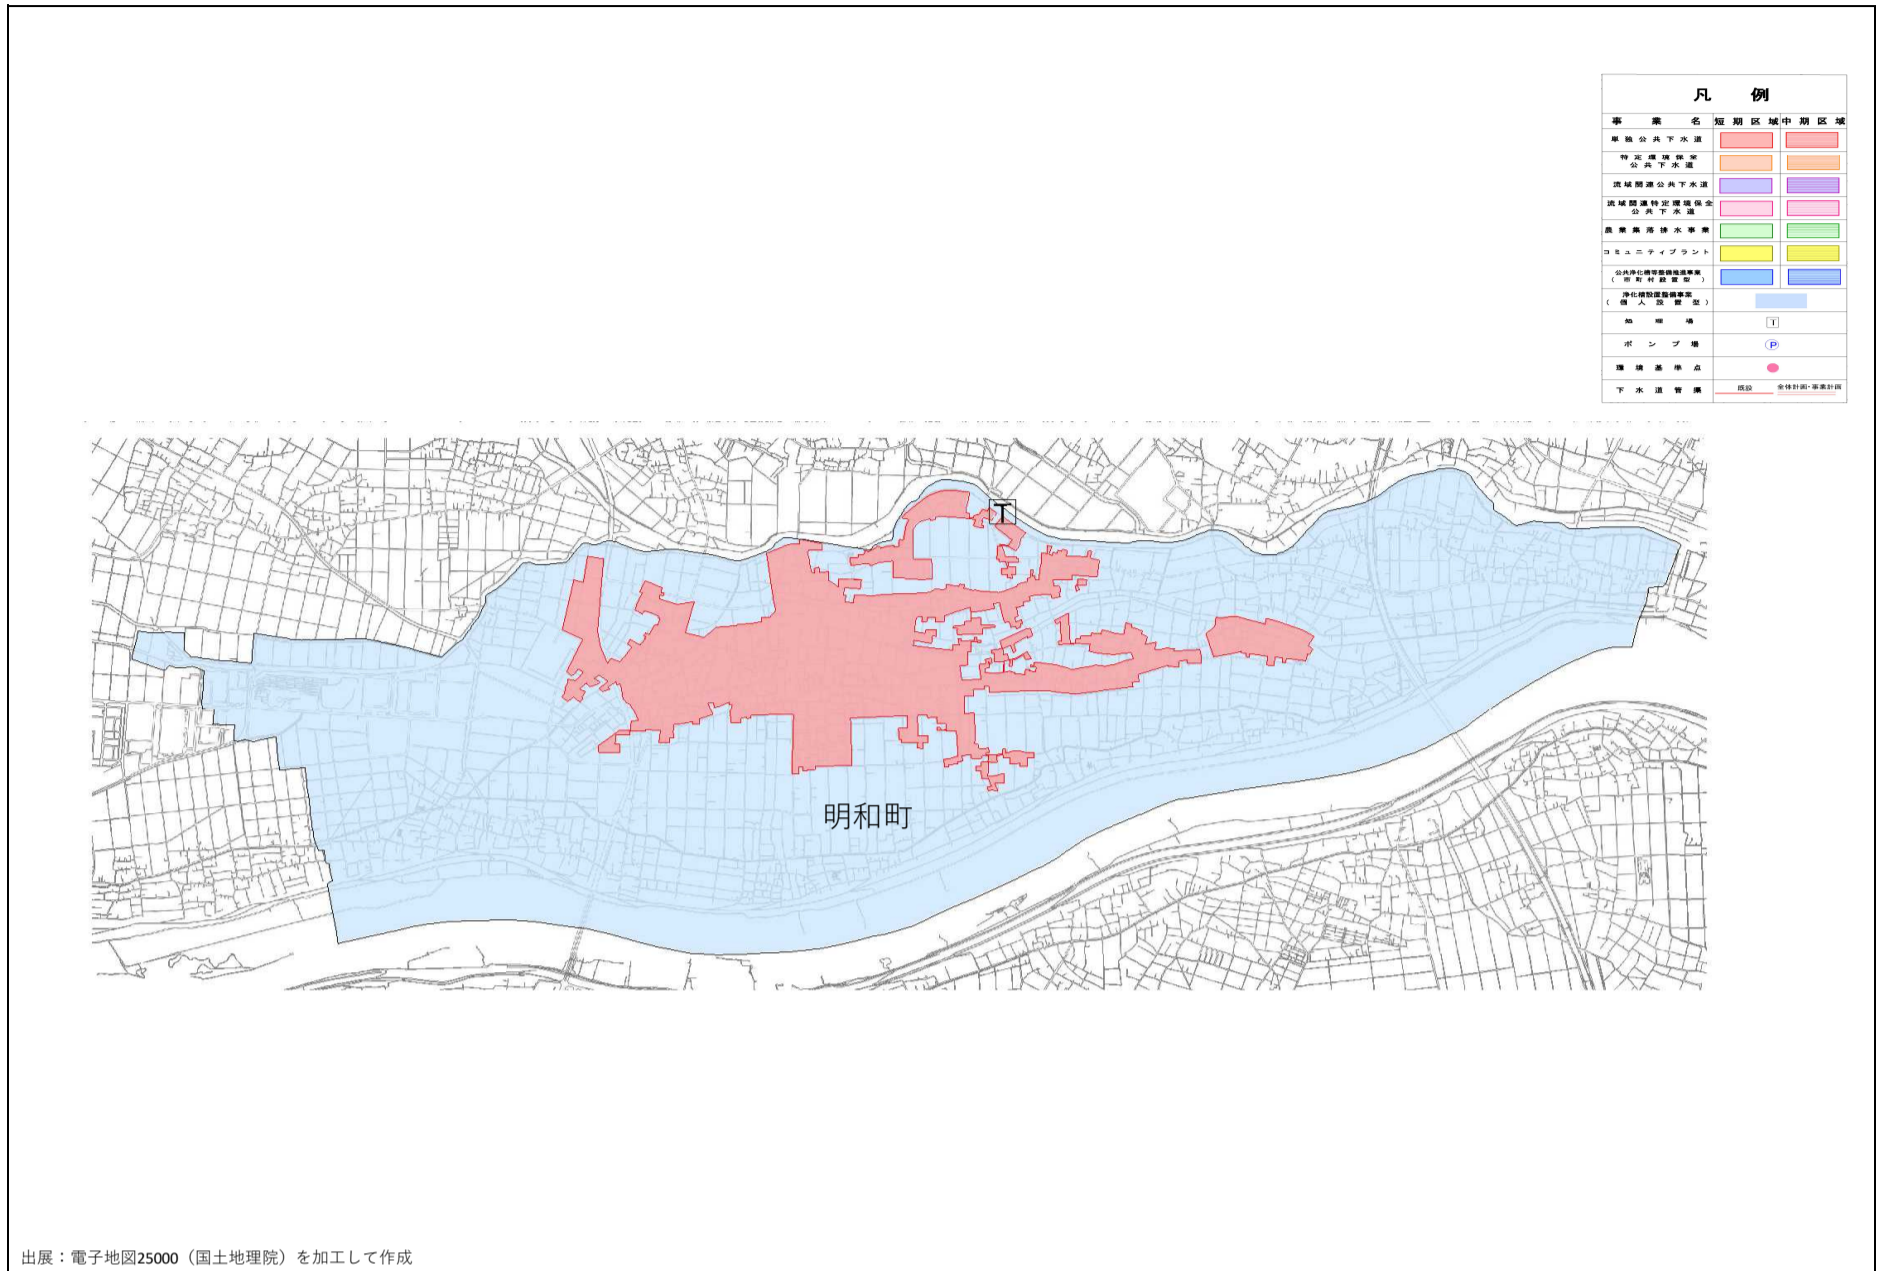 凡 例
事 業 名 短 期 区 域 中 期 区 域
単 独 公 共 下 水 道
特 定 環 境 保 全
公 共 下 水 道
流 域 関 連 公 共 下 水 道
流 域 関 連 特 定 環 境 保 全
公 共 下 水 道
農 業 集 落 排 水 事 業
コ ミ ュ ニ テ ィ プ ラ ン ト
公共浄化槽等整備推進事業
( 市 町 村 設 置 型 )
浄化槽設置整備事業
( 個 人 設 置 型 )
処 理 場 T
ポ ン プ 場 P
環 境 基 準 点
下 水 道 管 渠 既設 全体計画・事業計画
T
明和町
出展：電子地図25000（国土地理院）を加工して作成